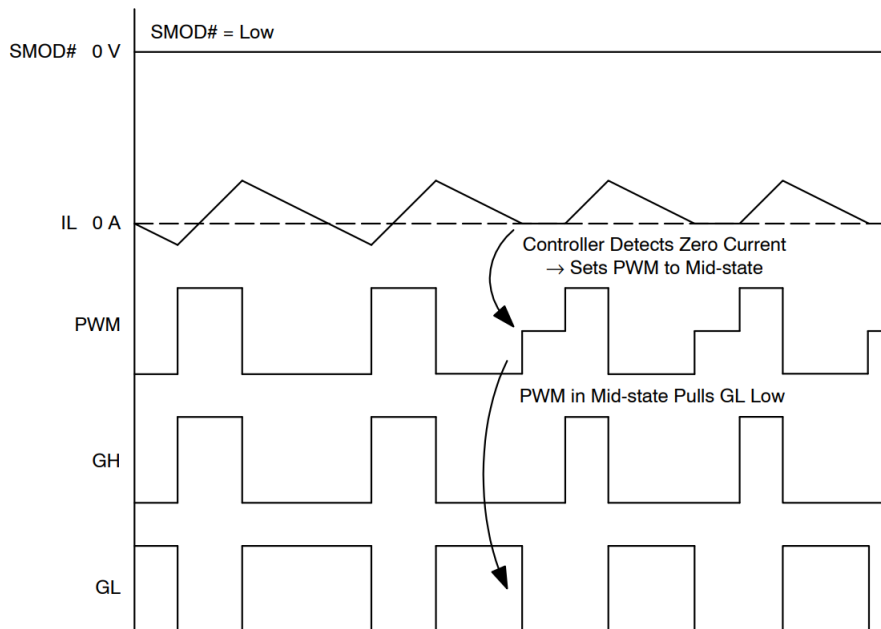 SMOD# = Low
SMOD# 0 V
IL 0 A
Controller Detects Zero Current
→ Sets PWM to Mid-state
PWM
PWM in Mid-state Pulls GL Low
GH
GL